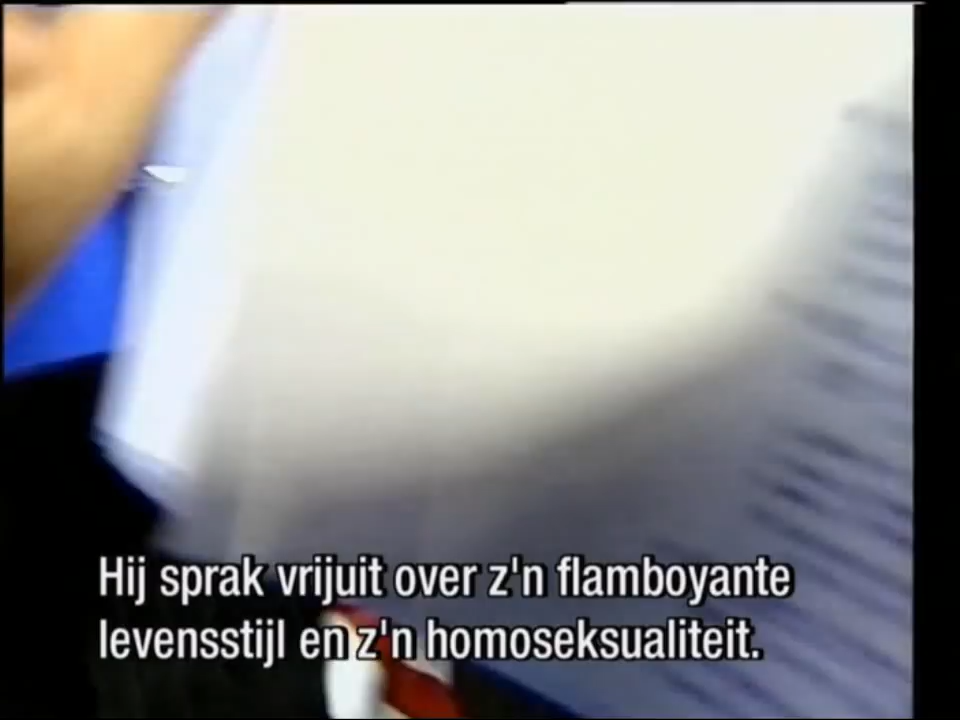 Hij sprak vrijuit over z'n flamboyante
levensstijl en z'n homoseksualiteit.